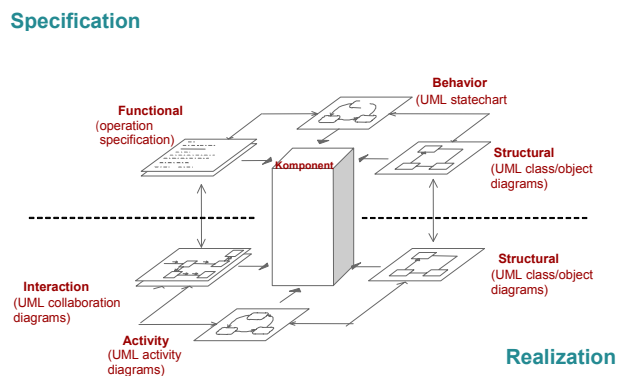 Specification
Behavior
(UML statechart
Functional
(operation
specification)
Komponent
Structural
(UML class/object
diagrams)
Interaction
(UML collaboration
diagrams)
Structural
(UML class/object
diagrams)
Activity
(UML activity
diagrams)
Realization